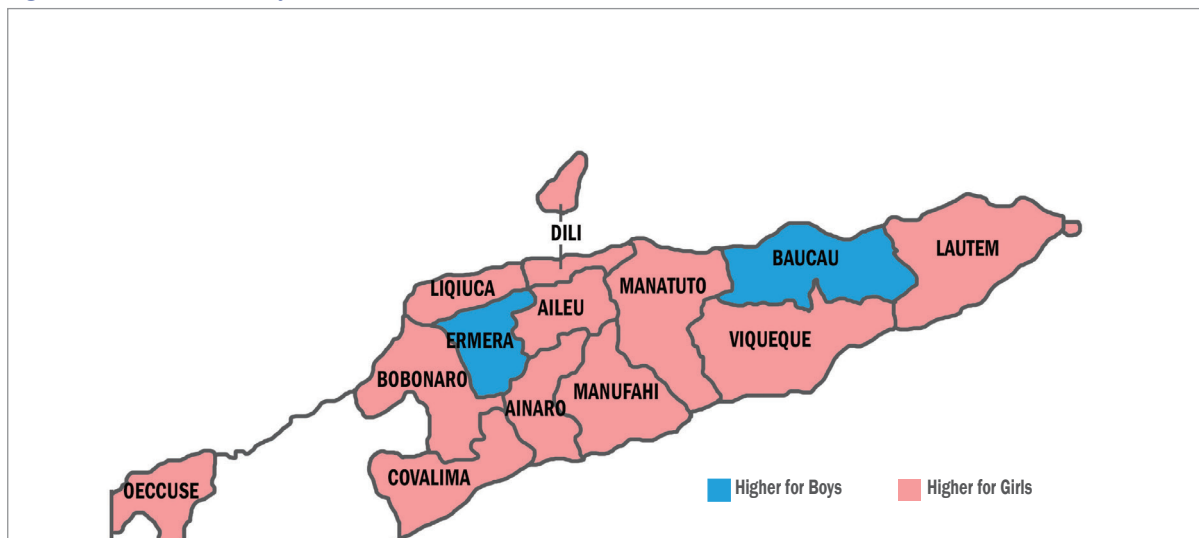 DILI
BAUCAU
LAUTEM
LIQIUCA
MANATUTO
AILEU
ERMERA
VIQUEQUE
BOBONARO
MANUFAHI
AINARO
COVALIMA
OECCUSE
Higher for Boys
Higher for Girls